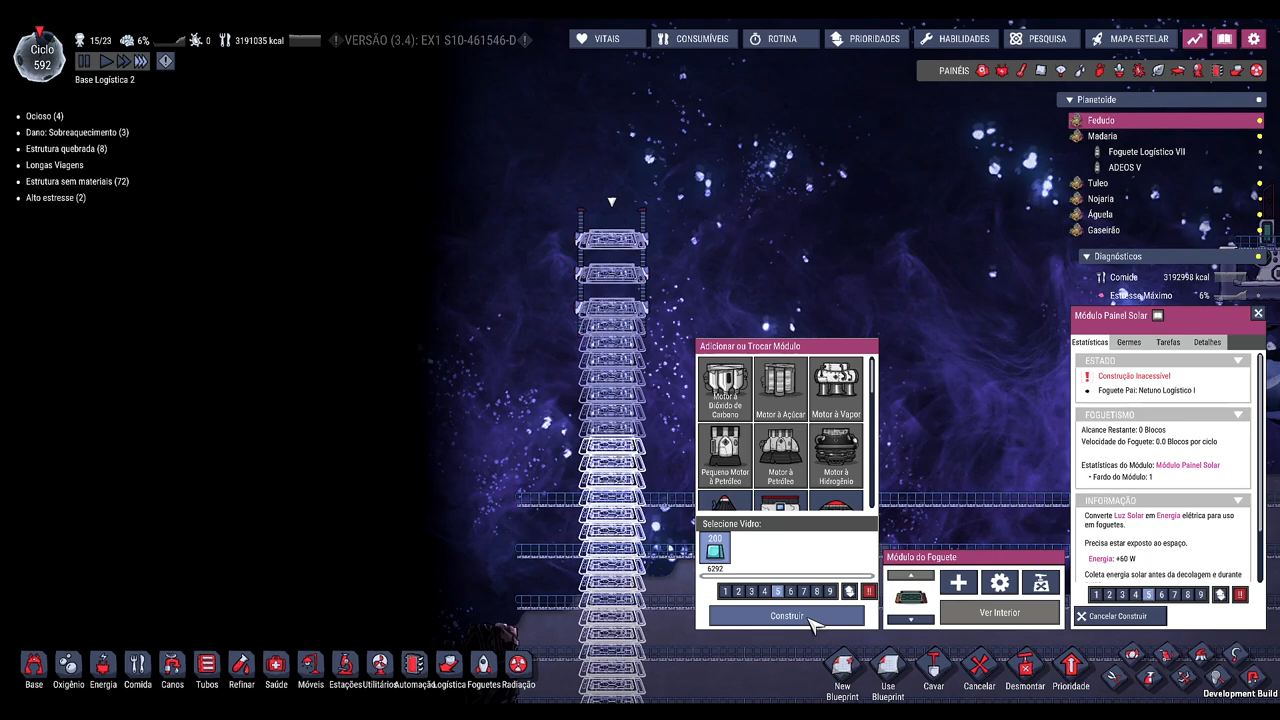 Ciclo
592
15/23
6%
0
3191035 kcal
VERSÃO (3.4): EX1 S10-461546-D
Base Logística 2
VITAIS
CONSUMÍVEIS
ROTINA
PRIORIDADES
HABILIDADES
PESQUISA
MAPA ESTELAR
PAINÉIS
Ocioso (4)
Dano: Sobreaquecimento (3)
Estrutura quebrada (8)
Longas Viagens
Estrutura sem materiais (72)
Alto estresse (2)
Planetoide
Fedudo
Madaria
Foguete Logístico VII
ADEOS V
Tuleo
Nojaria
Águela
Gaseirão
Diagnósticos
Comida 3192998 kcal
Estresse Máximo 6%
Módulo Painel Solar
Estatísticas Germes Tarefas Detalhes
ESTADO
Construção Inacessível
Foguete Pai: Netuno Logístico I
FOGUETISMO
Alcance Restante: 0 Blocos
Velocidade do Foguete: 0.0 Blocos por ciclo
Estatísticas do Módulo: Módulo Painel Solar
• Fardo do Módulo: 1
INFORMAÇÃO
Converte Luz Solar em Energia elétrica para uso
em foguetes.
Precisa estar exposto ao espaço.
Energia: +60 W
Coleta energia solar antes da decolagem e durante
1 2 3 4 5 6 7 8 9 !!
Cancelar Construir
Adicionar ou Trocar Módulo
Motor à
Dióxido de
Carbono
Motor à Açúcar
Motor à Vapor
Pequeno Motor
à Petróleo
Motor à
Petróleo
Motor à
Hidrogênio
Selecione Vidro:
200
6292
1 2 3 4 5 6 7 8 9 !!
Construir
Módulo do Foguete
Ver Interior
Base
Oxigênio
Energia
Comida
Canos
Tubos
Refinar
Saúde
Móveis
Estações
Utilitários
Automação
Logística
Foguetes
Radiação
New
Blueprint
Use
Blueprint
Cavar
Cancelar
Desmontar
Prioridade
Development Build